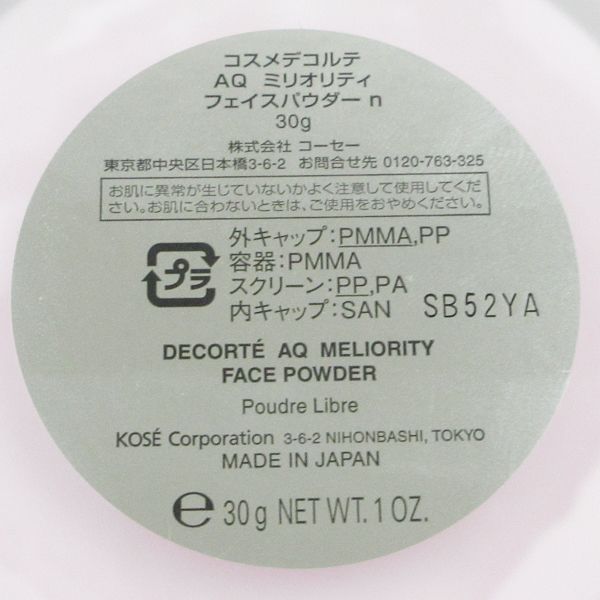 コスメデコルテ
AQ ミリオリティ
フェイスパウダー n
30g
株式会社 コーセー
東京都中央区日本橋3-6-2 お問合せ先 0120-763-325
お肌に異常が生じていないかよく注意して使用してくだ
さい。お肌に合わないときは、ご使用をおやめください。
プラ
外キャップ:PMMA,PP
容器:PMMA
スクリーン:PP,PA
内キャップ:SAN SB52YA
DECORTÉ AQ MELIORITY
FACE POWDER
Poudre Libre
KOSÉ Corporation 3-6-2 NIHONBASHI, TOKYO
MADE IN JAPAN
℮ 30g NET WT. 1 OZ.